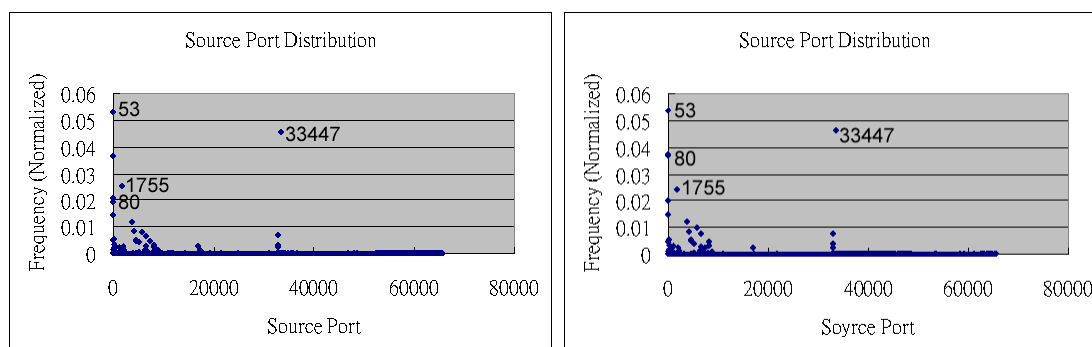 Source Port Distribution
Frequency (Normalized)
0.06
0.05
0.04
0.03
0.02
0.01
0
53
33447
1755
80
0 20000 40000 60000 80000
Source Port
Source Port Distribution
Frequency (Normalized)
0.06
0.05
0.04
0.03
0.02
0.01
0
53
33447
80
1755
0 20000 40000 60000 80000
Soyrce Port